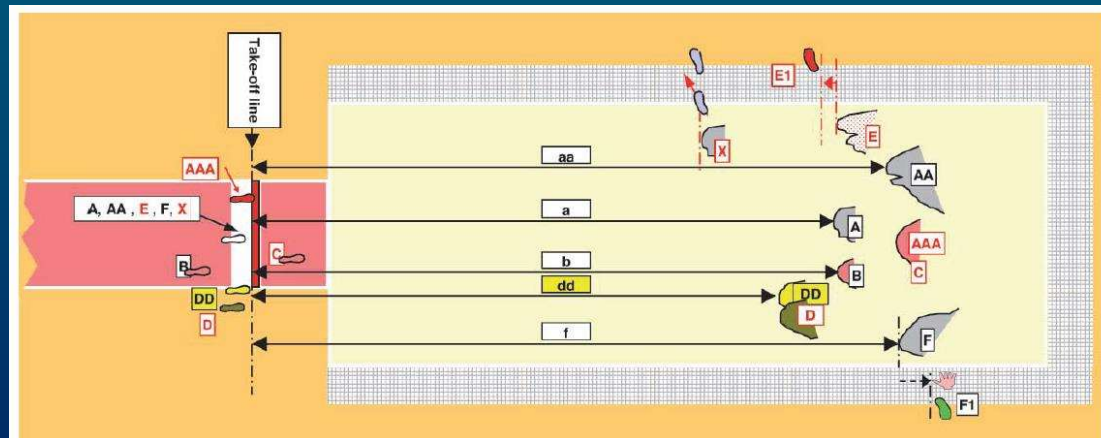 Take-off line
E1
E
X
aa
AA
AAA
A, AA , E , F, X
a
A
AAA
C
B
C
b
B
dd
DD
DD
D
D
f
F
F1